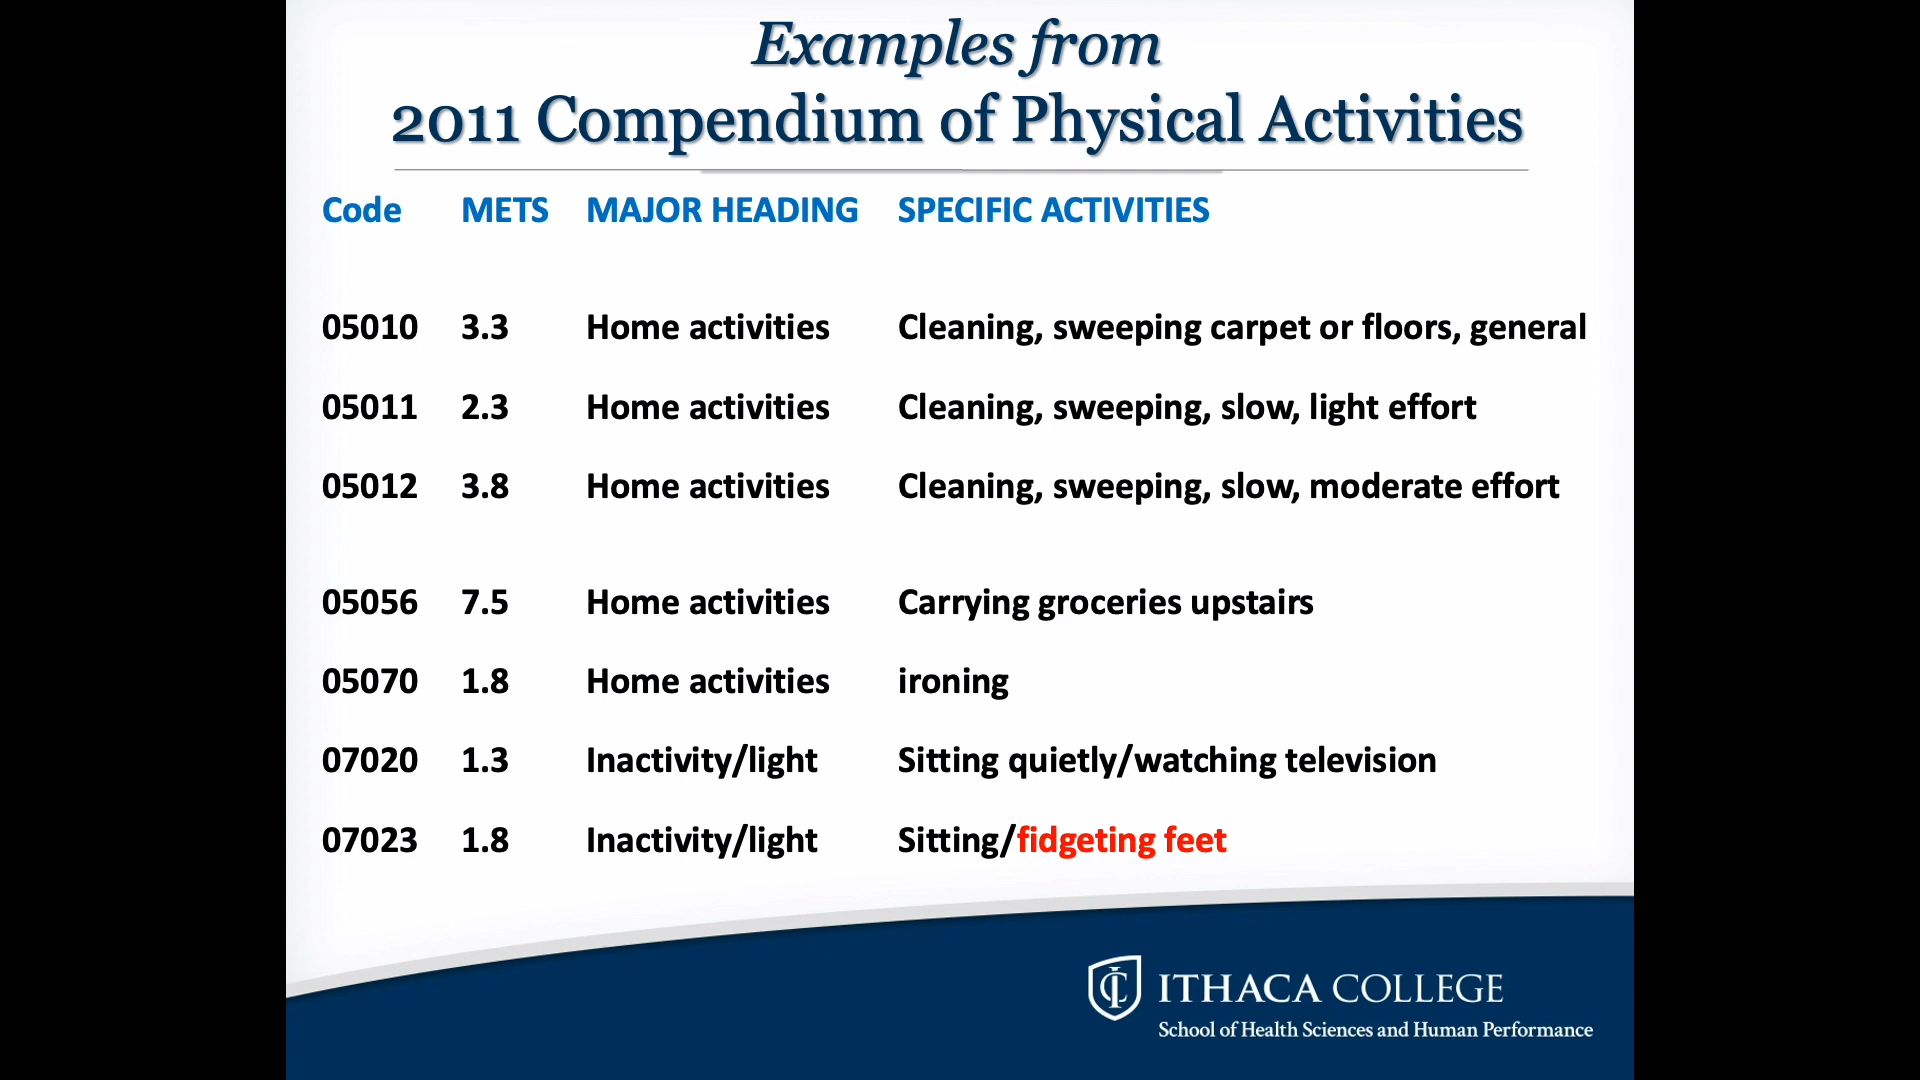 Examples from
2011 Compendium of Physical Activities
Code METS MAJOR HEADING SPECIFIC ACTIVITIES
05010 3.3 Home activities Cleaning, sweeping carpet or floors, general
05011 2.3 Home activities Cleaning, sweeping, slow, light effort
05012 3.8 Home activities Cleaning, sweeping, slow, moderate effort
05056 7.5 Home activities Carrying groceries upstairs
05070 1.8 Home activities ironing
07020 1.3 Inactivity/light Sitting quietly/watching television
07023 1.8 Inactivity/light Sitting/fidgeting feet
IC ITHACA COLLEGE
School of Health Sciences and Human Performance